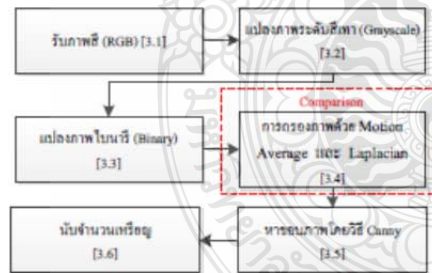 รับภาพสี (RGB) [3.1]
แปลงภาพระดับสีเทา (Grayscale)
[3.2]
แปลงภาพไบนารี (Binary)
[3.3]
Comparison
การกรองภาพด้วย Motion
Average และ Laplacian
[3.4]
นับจำนวนเหรียญ
[3.6]
หาขอบภาพโดยวิธี Canny
[3.5]